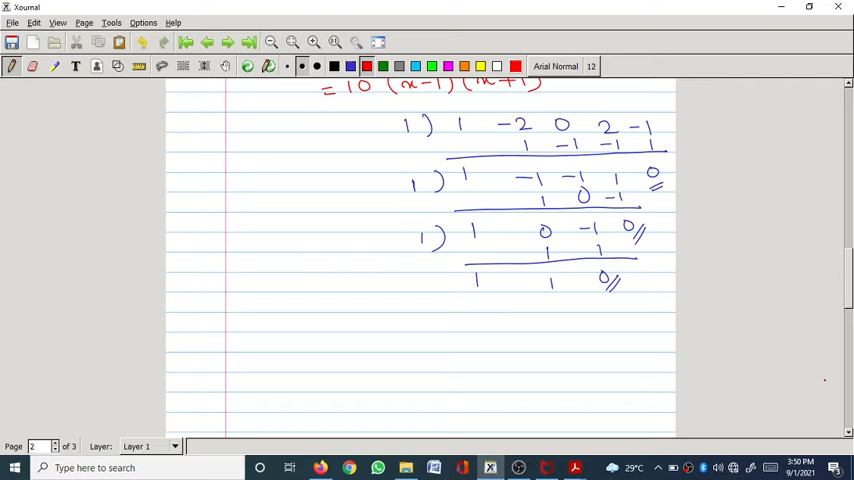 Xournal
File Edit View Page Tools Options Help
Arial Normal 12
= 10 (x-1) (x+1)
1) 1 -2 0 2 -1
1 -1 -1 1
1) 1 -1 -1 1 0
1 0 -1
1) 1 0 -1 0
1 1
1 1 0
Page 2 of 3 Layer: Layer 1
Type here to search
29°C
3:50 PM
9/1/2021
3